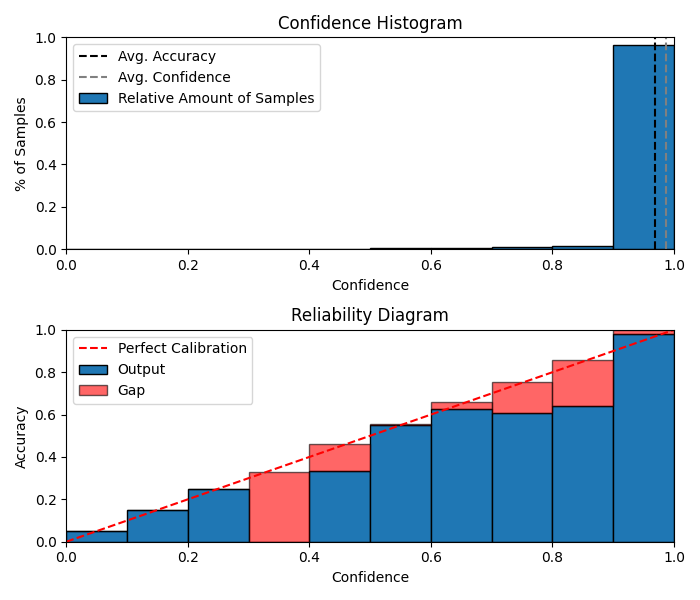 Confidence Histogram
1.0
0.8
0.6
0.4
0.2
0.0
% of Samples
Avg. Accuracy
Avg. Confidence
Relative Amount of Samples
0.0 0.2 0.4 0.6 0.8 1.0
Confidence
Reliability Diagram
1.0
0.8
0.6
0.4
0.2
0.0
Accuracy
Perfect Calibration
Output
Gap
0.0 0.2 0.4 0.6 0.8 1.0
Confidence